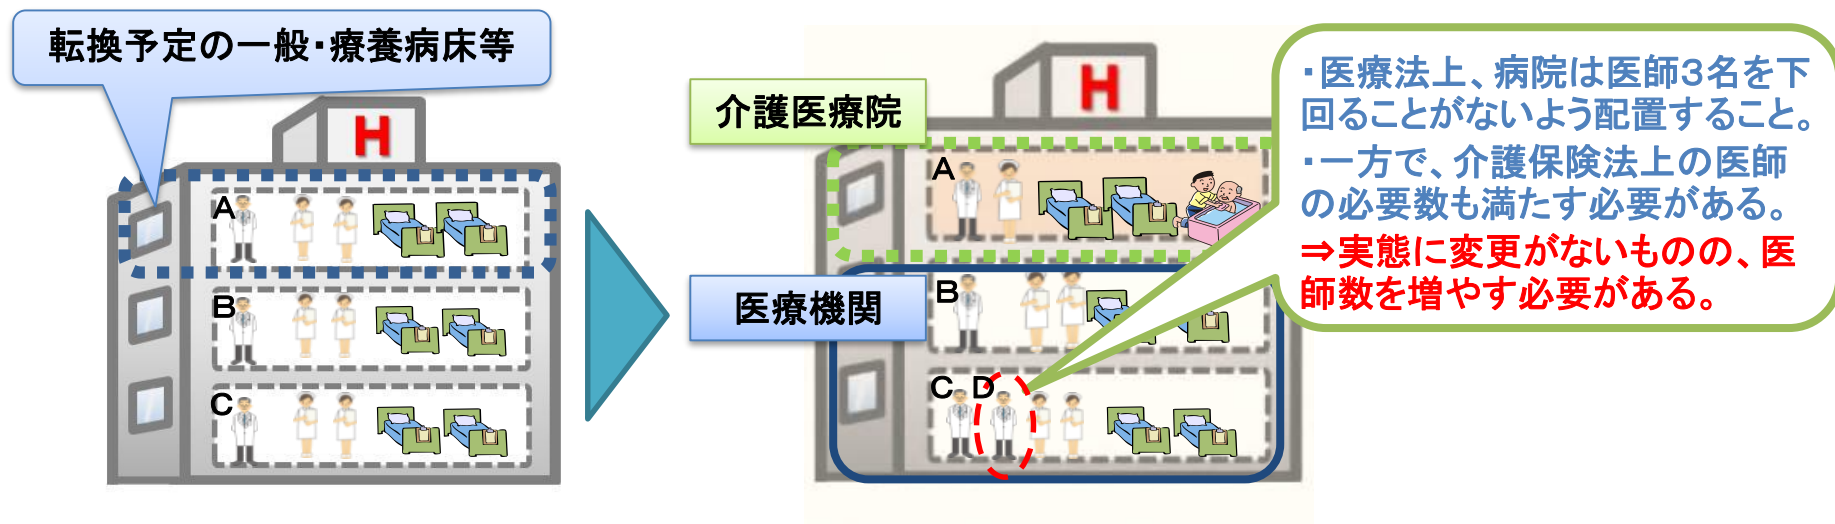 転換予定の一般・療養病床等
H
A
B
C
介護医療院
医療機関
H
A
B
C D
・医療法上、病院は医師3名を下
回ることがないよう配置すること。
・一方で、介護保険法上の医師
の必要数も満たす必要がある。
⇒実態に変更がないものの、医
師数を増やす必要がある。